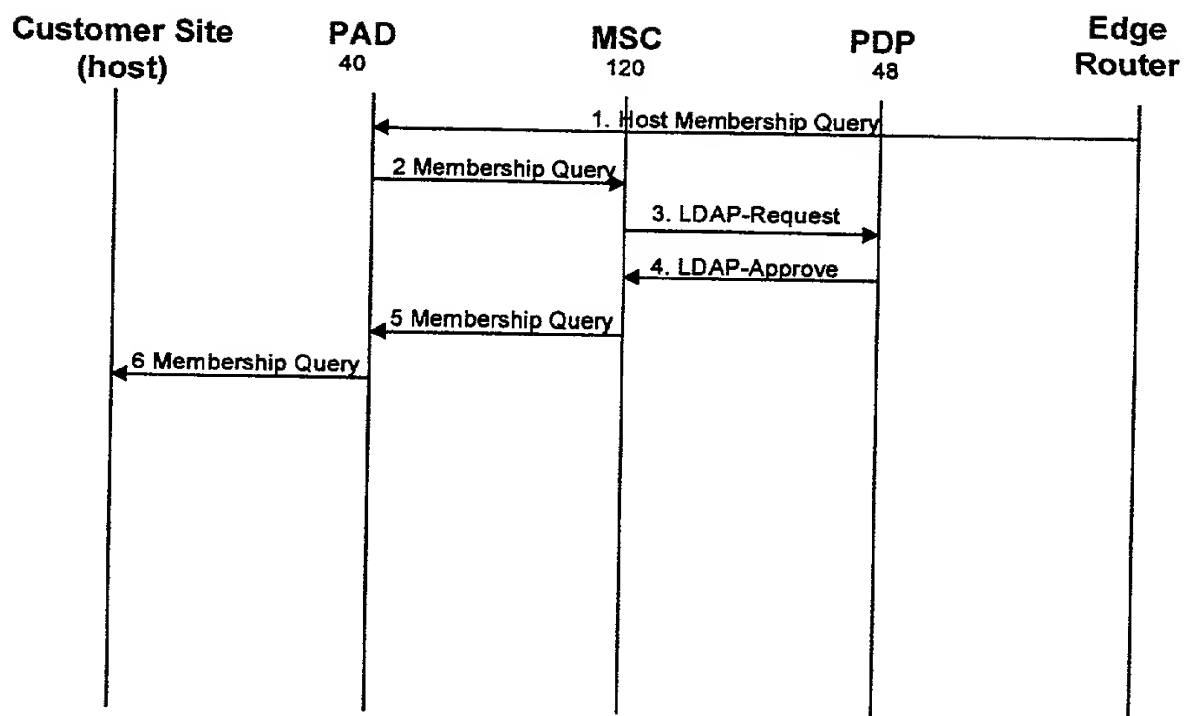 Customer Site
(host)
PAD
40
MSC
120
PDP
48
Edge
Router
1. Host Membership Query
2 Membership Query
3. LDAP-Request
4. LDAP-Approve
5 Membership Query
6 Membership Query